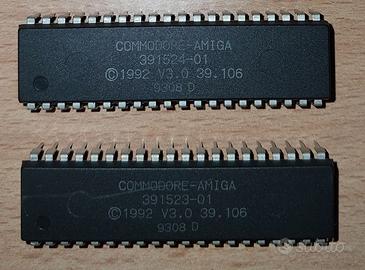 COMMODORE-AMIGA
391524-01
©1992 V3.0 39.106
9308 D
COMMODORE-AMIGA
391523-01
©1992 V3.0 39.106
9308 D
subito